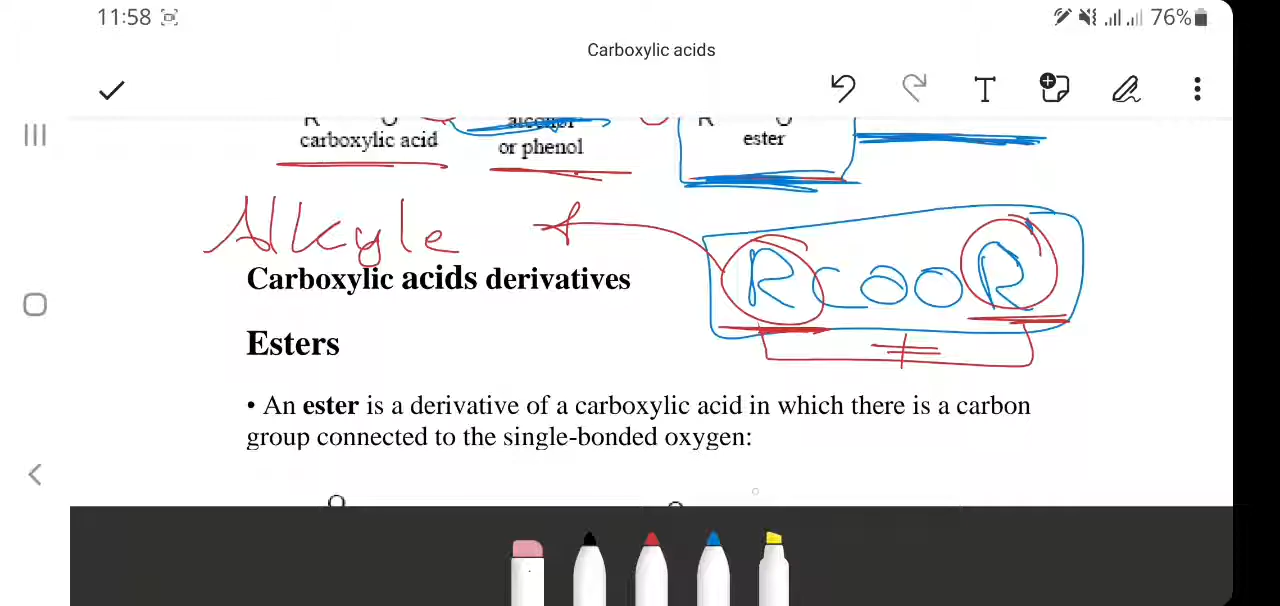 11:58 76%
Carboxylic acids
T
R O alcohol R O
carboxylic acid or phenol ester
Alkyle
RCOOR
Carboxylic acids derivatives
Esters
• An ester is a derivative of a carboxylic acid in which there is a carbon
group connected to the single-bonded oxygen: